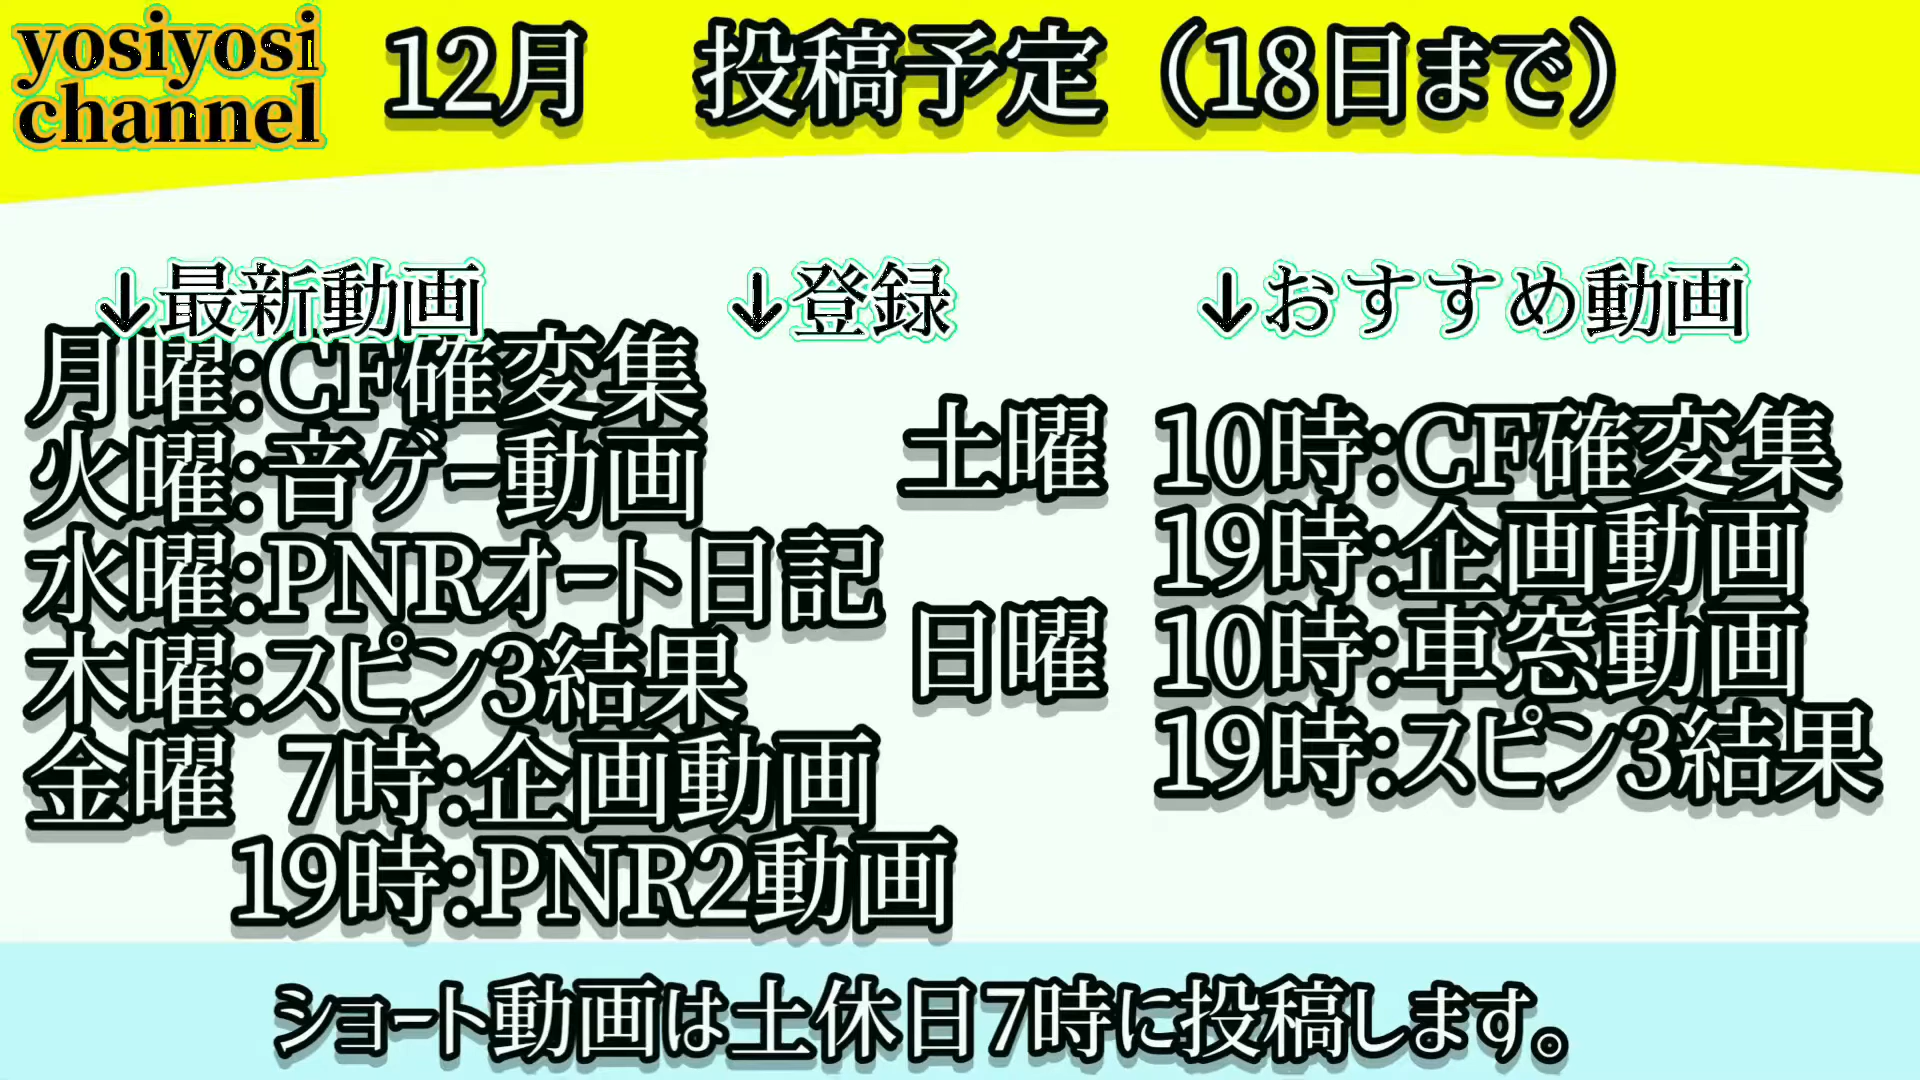 yosiyosi
channel
12月　投稿予定（18日まで）
↓最新動画
↓登録
↓おすすめ動画
月曜:CF確変集
火曜:音ゲー動画
水曜:PNRオート日記
木曜:スピン3結果
金曜 7時:企画動画
19時:PNR2動画
土曜 10時:CF確変集
19時:企画動画
日曜 10時:車窓動画
19時:スピン3結果
ショート動画は土休日7時に投稿します。